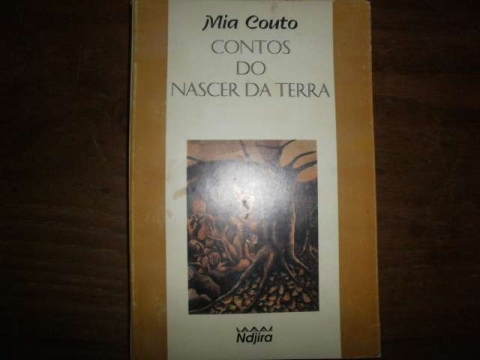 Mia Couto
CONTOS
DO
NASCER DA TERRA
Ndjira